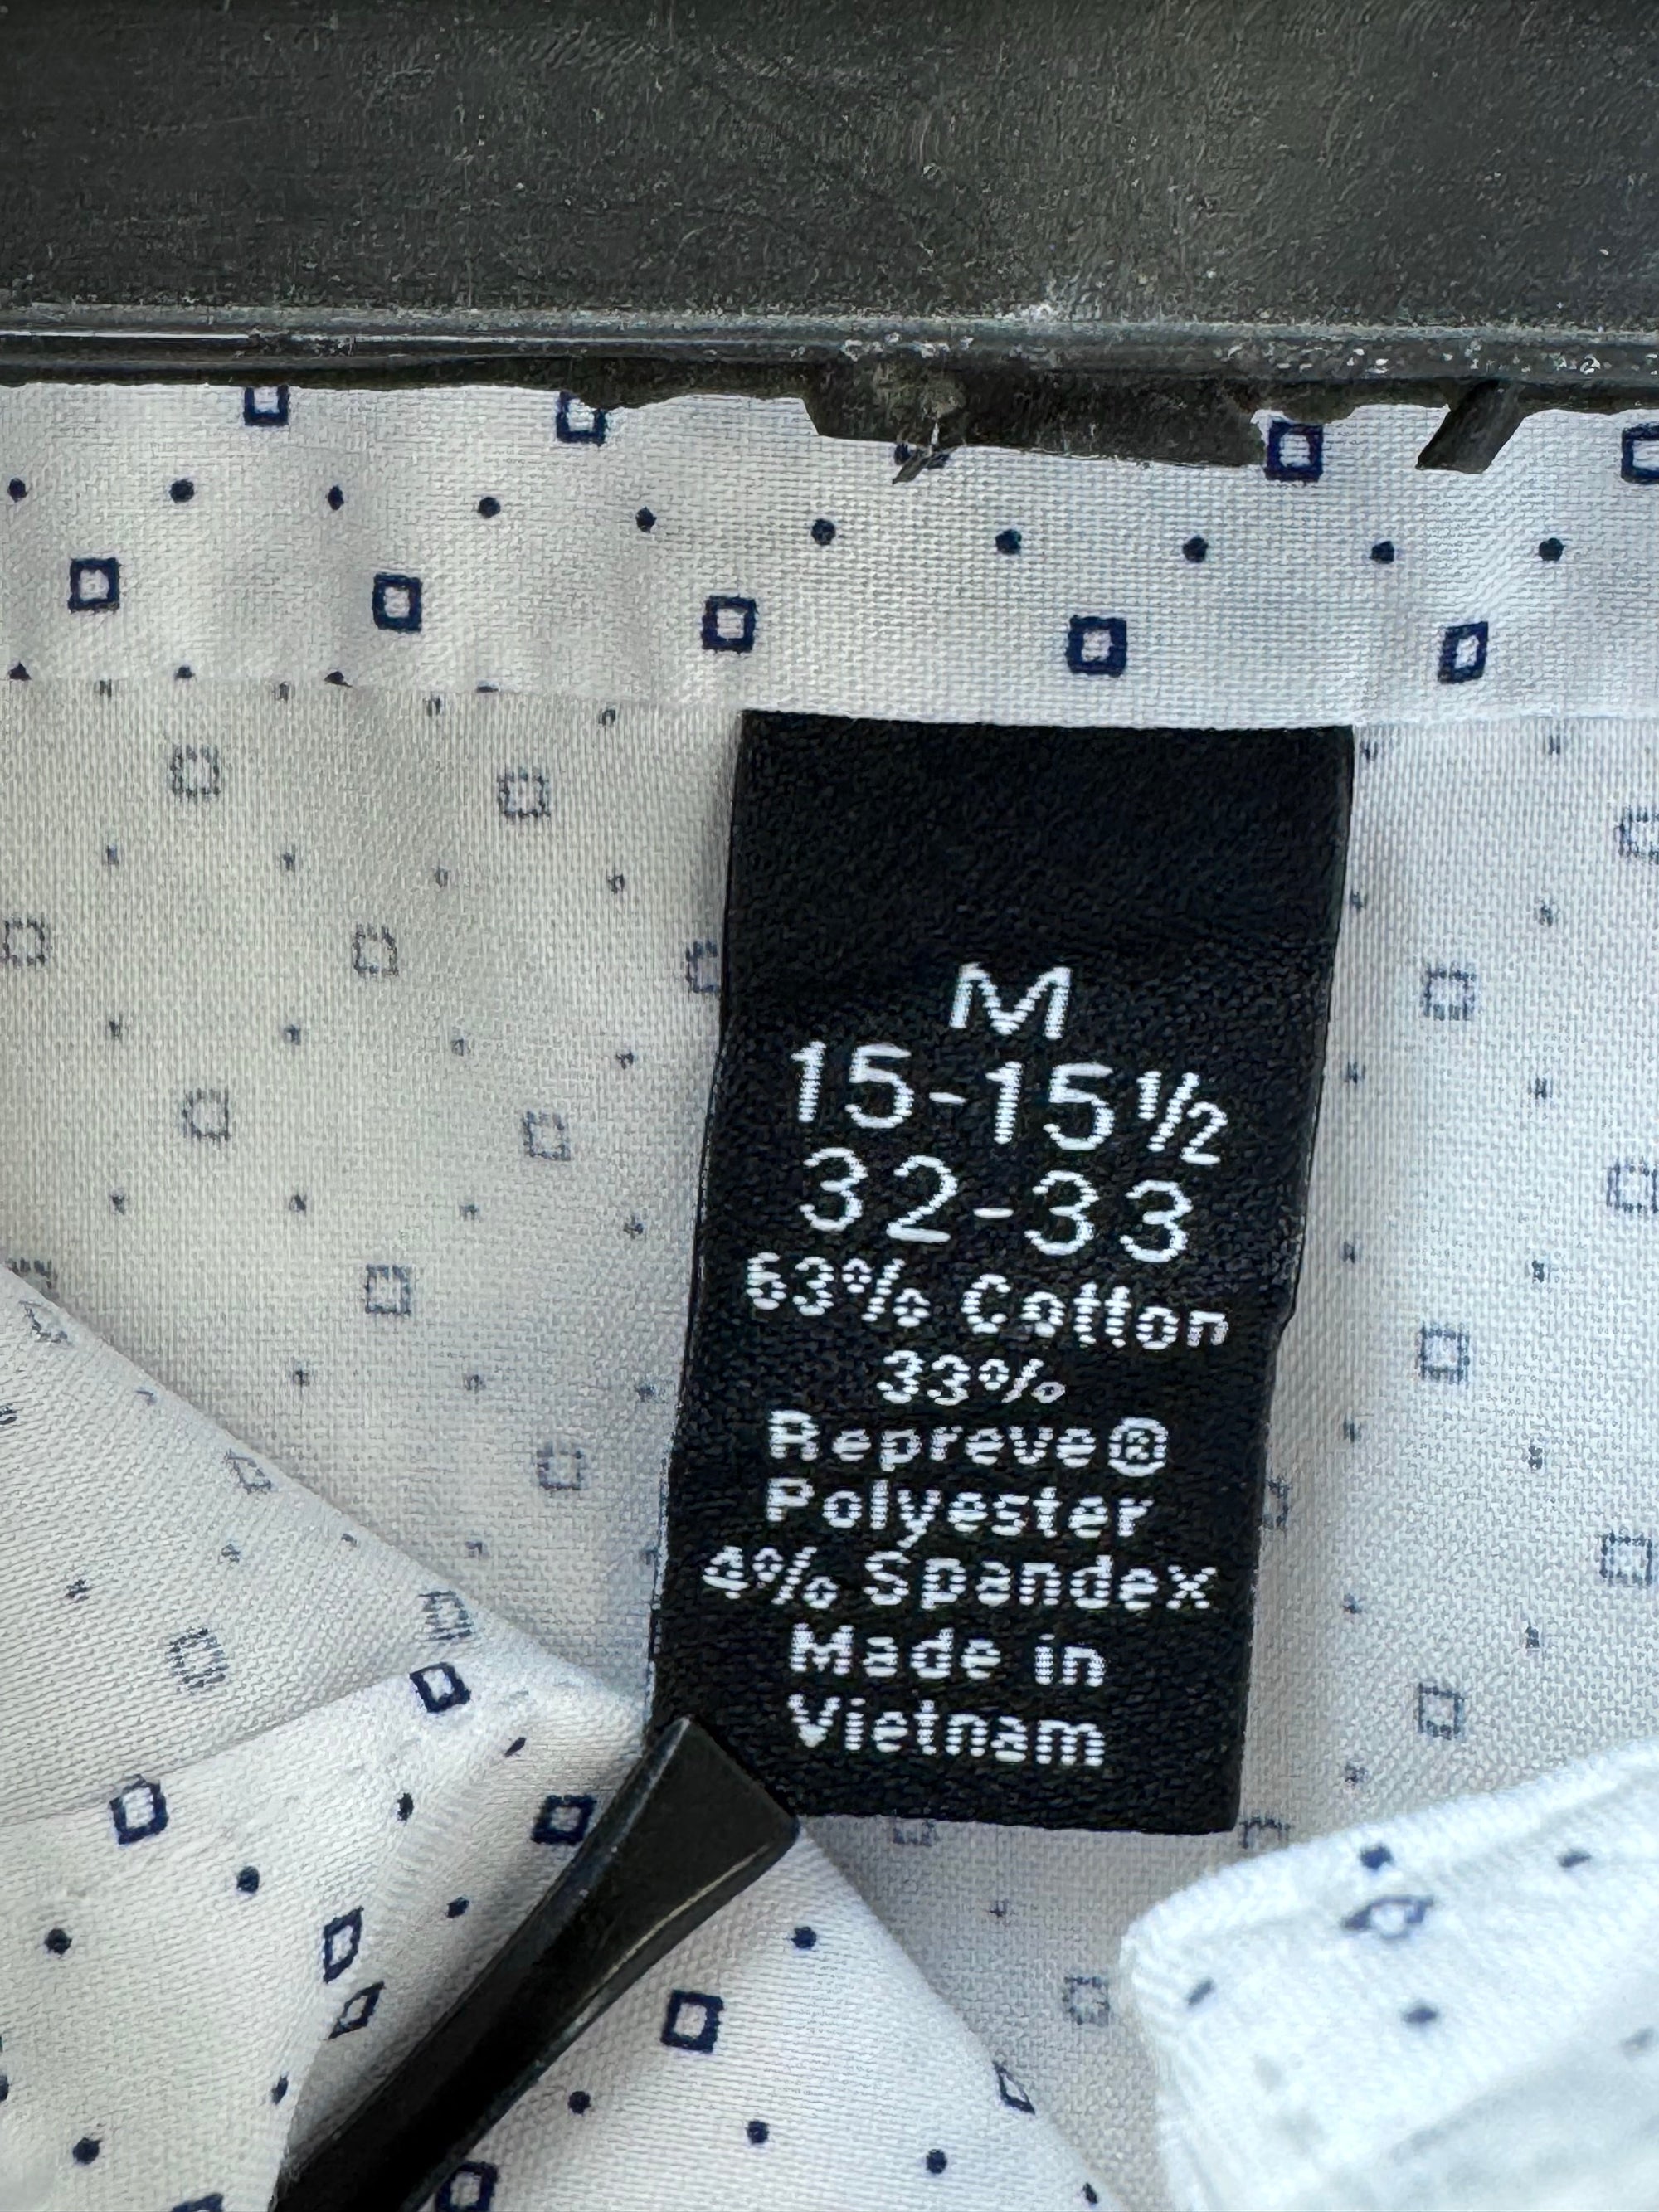 M
15-15½
32-33
63% Cotton
33%
Repreve®
Polyester
4% Spandex
Made in
Vietnam